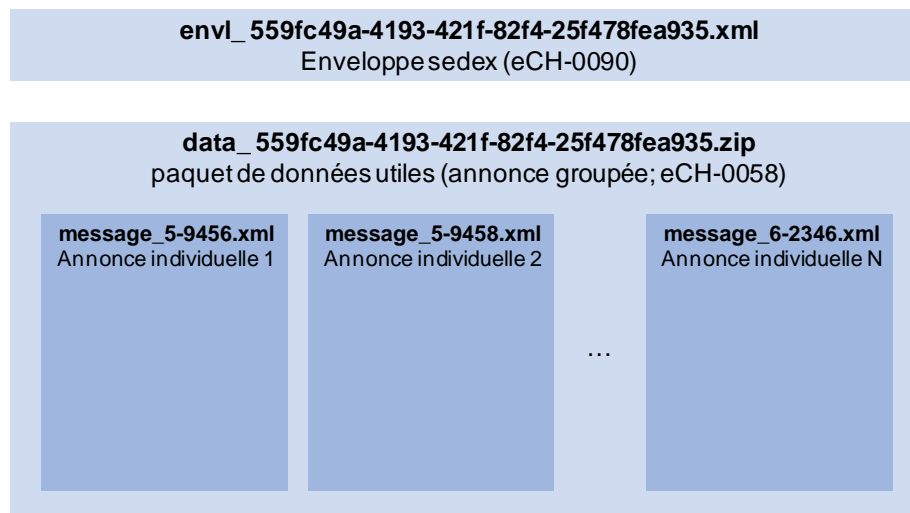 envl_ 559fc49a-4193-421f-82f4-25f478fea935.xml
Enveloppe sedex (eCH-0090)
data_ 559fc49a-4193-421f-82f4-25f478fea935.zip
paquet de données utiles (annonce groupée; eCH-0058)
message_5-9456.xml
Annonce individuelle 1
message_5-9458.xml
Annonce individuelle 2
…
message_6-2346.xml
Annonce individuelle N